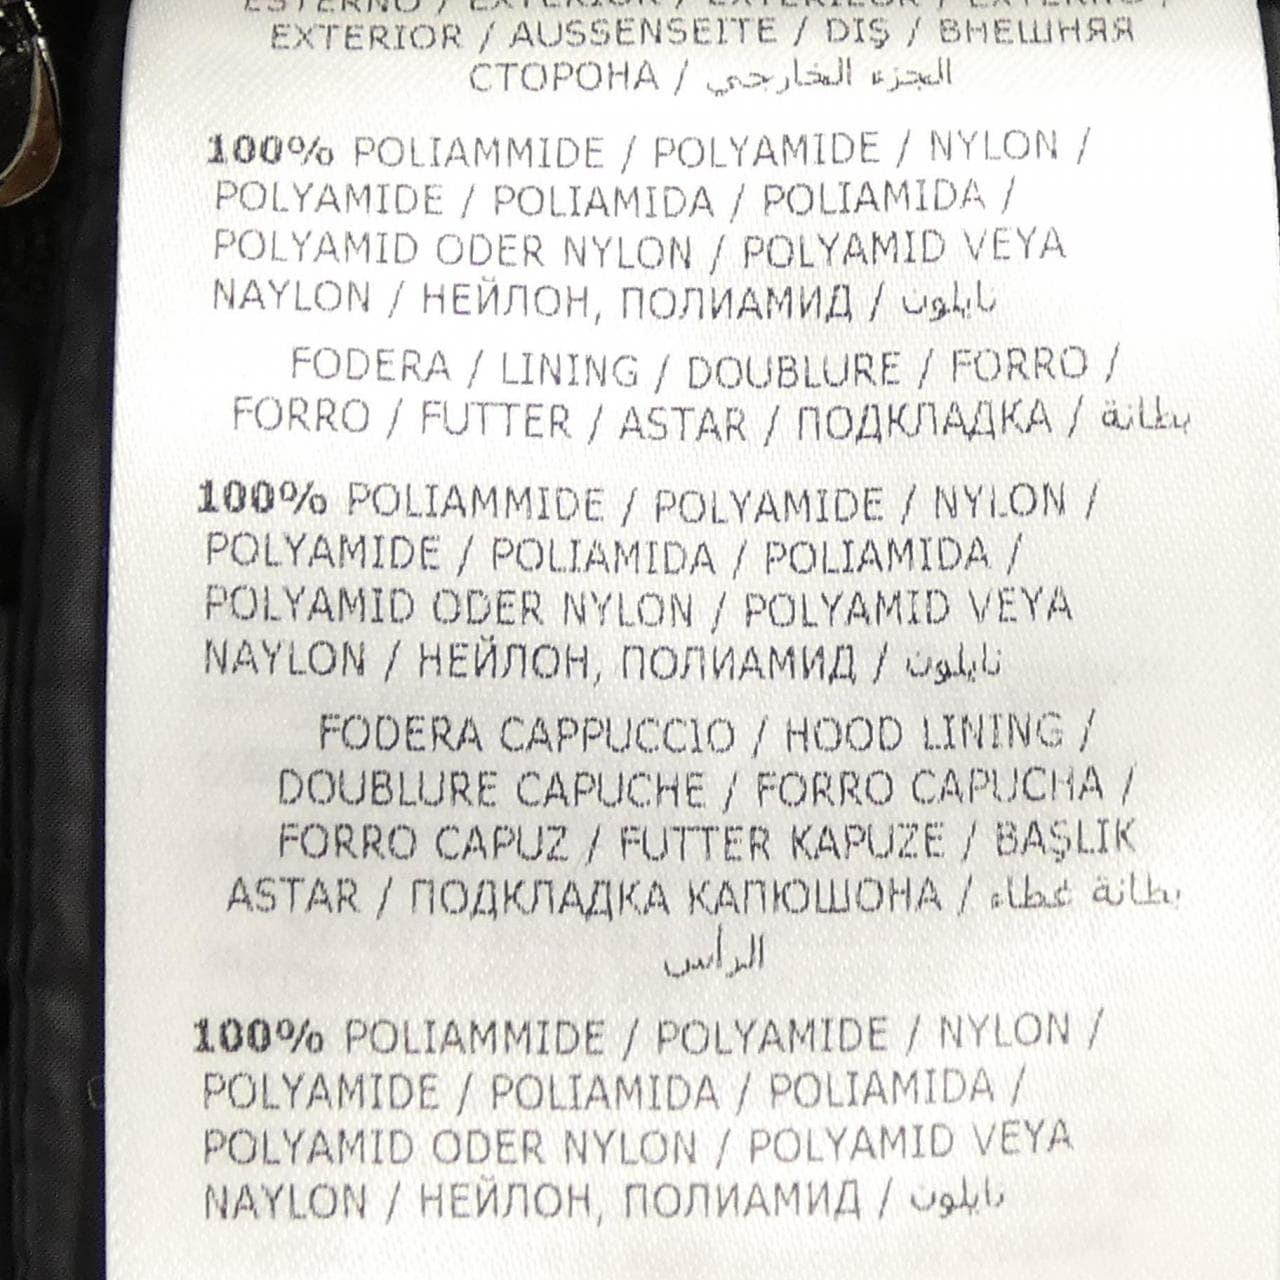 ESTERNO / EXTERIOR / EXTERIEUR / EXTERNO /
EXTERIOR / AUSSENSEITE / DIŞ / ВНЕШНЯЯ
СТОРОНА / الجزء الخارجي
100% POLIAMMIDE / POLYAMIDE / NYLON /
POLYAMIDE / POLIAMIDA / POLIAMIDA /
POLYAMID ODER NYLON / POLYAMID VEYA
NAYLON / НЕЙЛОН, ПОЛИАМИД / نايلون
FODERA / LINING / DOUBLURE / FORRO /
FORRO / FUTTER / ASTAR / ПОДКЛАДКА / بطانة
100% POLIAMMIDE / POLYAMIDE / NYLON /
POLYAMIDE / POLIAMIDA / POLIAMIDA /
POLYAMID ODER NYLON / POLYAMID VEYA
NAYLON / НЕЙЛОН, ПОЛИАМИД / نايلون
FODERA CAPPUCCIO / HOOD LINING /
DOUBLURE CAPUCHE / FORRO CAPUCHA /
FORRO CAPUZ / FUTTER KAPUZE / BAŞLIK
ASTAR / ПОДКЛАДКА КАПЮШОНА / بطانة غطاء
الرأس
100% POLIAMMIDE / POLYAMIDE / NYLON /
POLYAMIDE / POLIAMIDA / POLIAMIDA /
POLYAMID ODER NYLON / POLYAMID VEYA
NAYLON / НЕЙЛОН, ПОЛИАМИД / نايلون